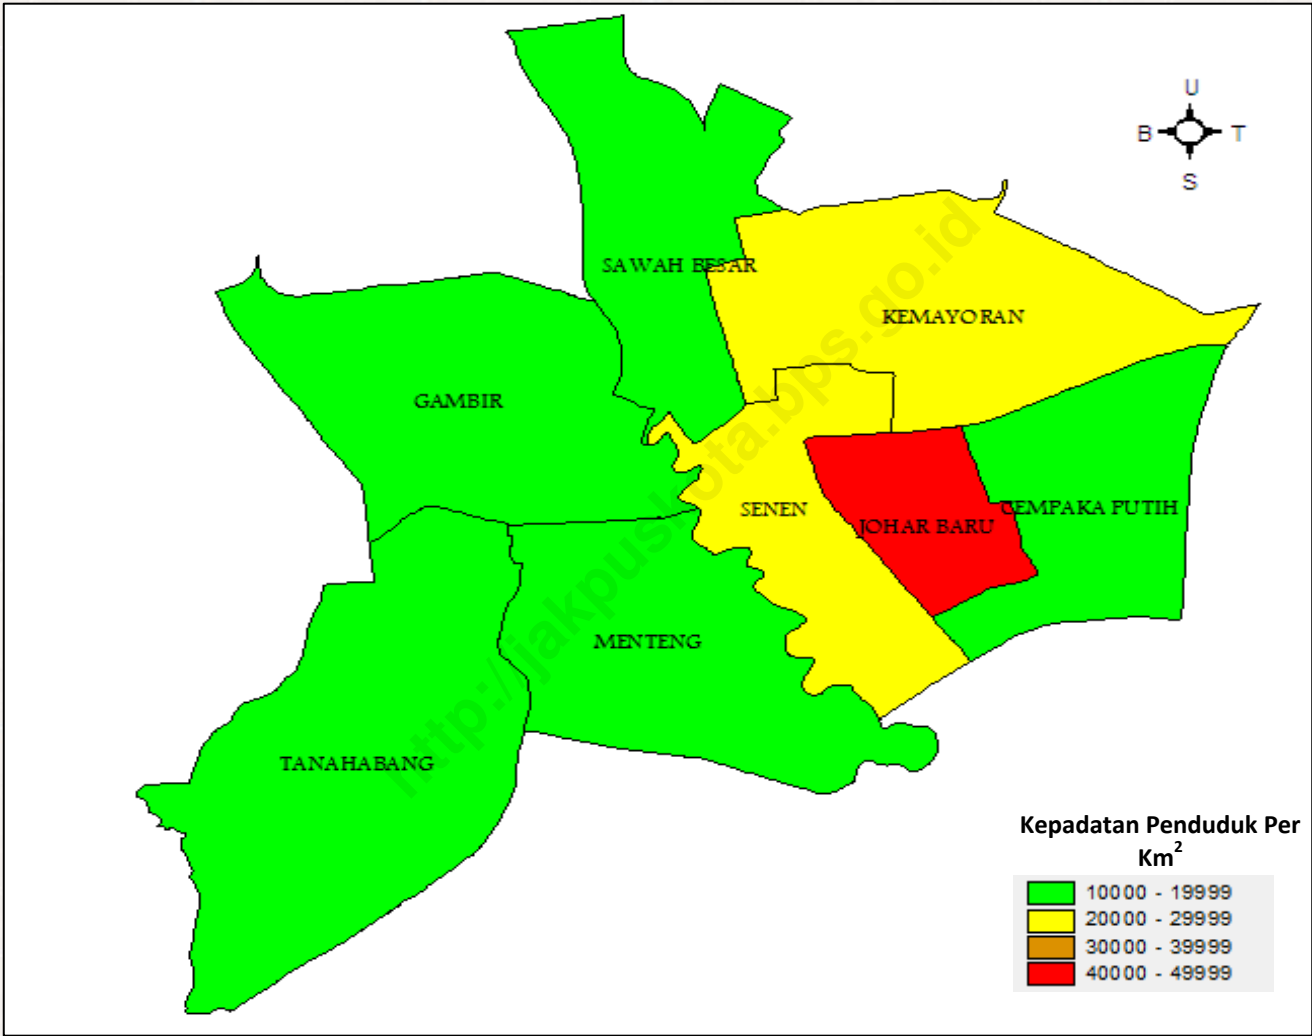 U
B T
S
SAWAH BESAR
KEMAYORAN
GAMBIR
SENEN
CEMPAKA PUTIH
JOHAR BARU
MENTENG
TANAHABANG
http://jakpuskota.bps.go.id
Kepadatan Penduduk Per
Km²
10000 - 19999
20000 - 29999
30000 - 39999
40000 - 49999